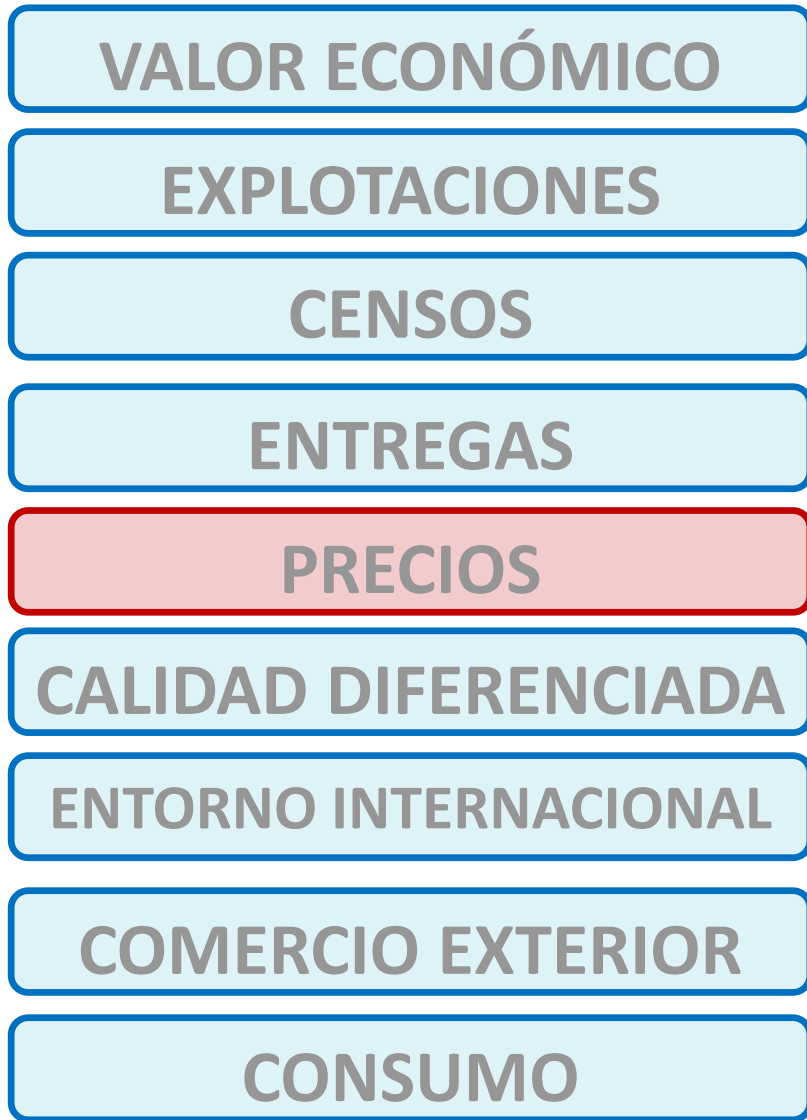 VALOR ECONÓMICO
EXPLOTACIONES
CENSOS
ENTREGAS
PRECIOS
CALIDAD DIFERENCIADA
ENTORNO INTERNACIONAL
COMERCIO EXTERIOR
CONSUMO